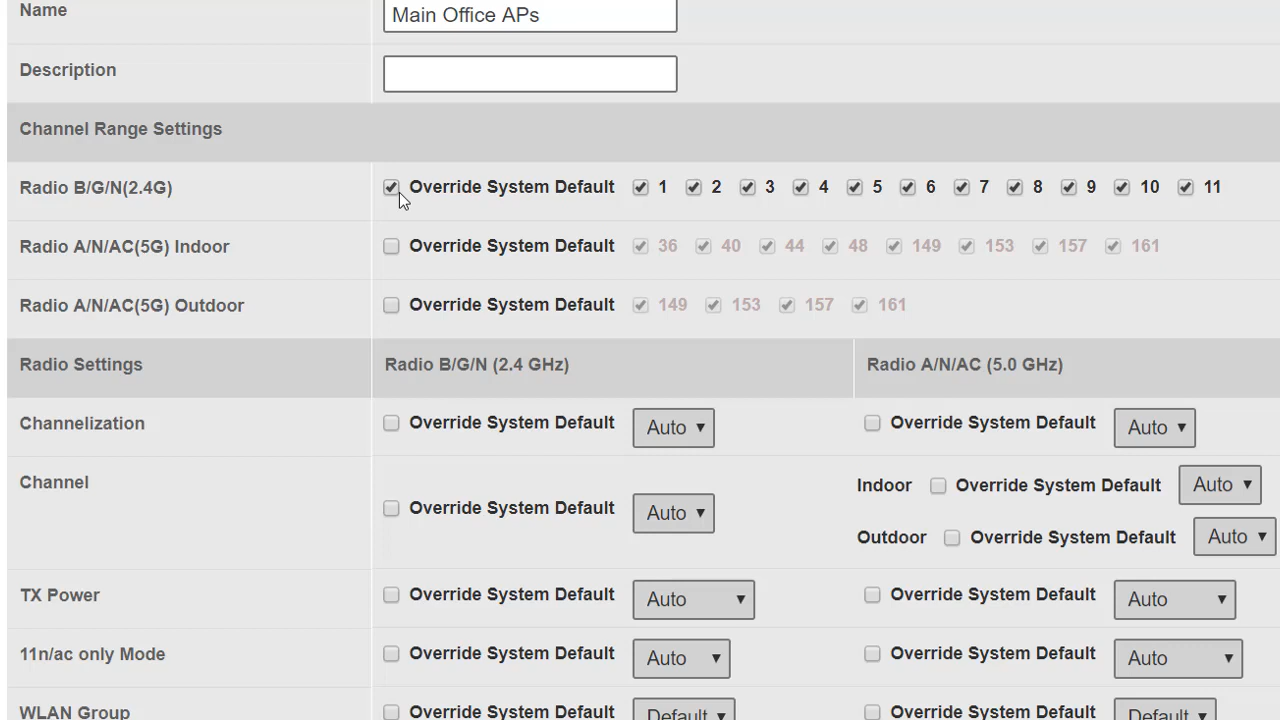 Name Main Office APs
Description
Channel Range Settings
Radio B/G/N(2.4G) Override System Default 1 2 3 4 5 6 7 8 9 10 11
Radio A/N/AC(5G) Indoor Override System Default 36 40 44 48 149 153 157 161
Radio A/N/AC(5G) Outdoor Override System Default 149 153 157 161
Radio Settings Radio B/G/N (2.4 GHz) Radio A/N/AC (5.0 GHz)
Channelization Override System Default Auto Override System Default Auto
Channel Override System Default Auto Indoor Override System Default Auto
Outdoor Override System Default Auto
TX Power Override System Default Auto Override System Default Auto
11n/ac only Mode Override System Default Auto Override System Default Auto
WLAN Group Override System Default Default Override System Default Default